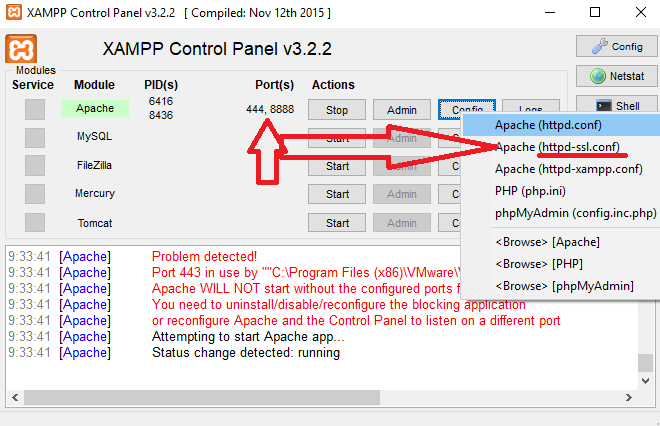 XAMPP Control Panel v3.2.2 [ Compiled: Nov 12th 2015 ]
XAMPP Control Panel v3.2.2
Config
Modules
Service Module PID(s) Port(s) Actions
Netstat
Apache 6416 8436 444, 8888 Stop Admin Config Logs
Shell
MySQL Start Admin
FileZilla Start Admin
Mercury Start Admin
Tomcat Start Admin
Apache (httpd.conf)
Apache (httpd-ssl.conf)
Apache (httpd-xampp.conf)
PHP (php.ini)
phpMyAdmin (config.inc.php)
<Browse> [Apache]
<Browse> [PHP]
<Browse> [phpMyAdmin]
9:33:41 [Apache] Problem detected!
9:33:41 [Apache] Port 443 in use by ""C:\Program Files (x86)\VMware\
9:33:41 [Apache] Apache WILL NOT start without the configured ports
9:33:41 [Apache] You need to uninstall/disable/reconfigure the blocking application
9:33:41 [Apache] or reconfigure Apache and the Control Panel to listen on a different port
9:33:41 [Apache] Attempting to start Apache app...
9:33:41 [Apache] Status change detected: running